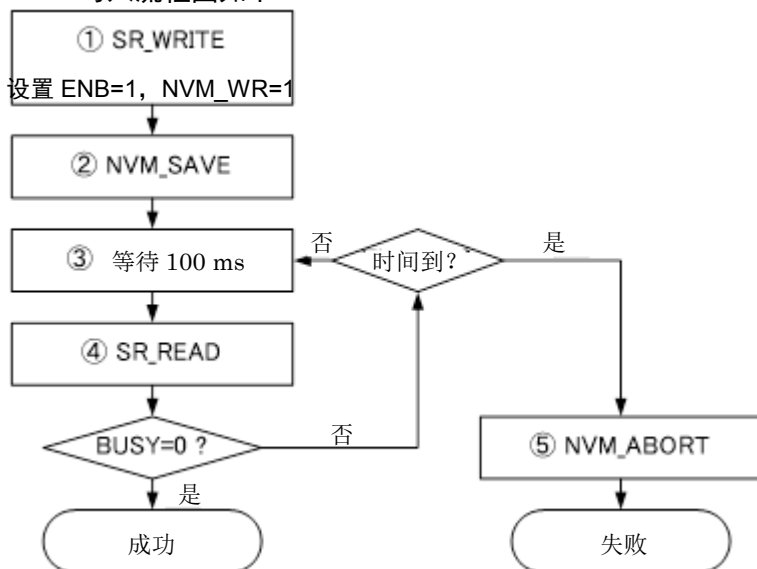 ① SR_WRITE
设置 ENB=1，NVM_WR=1
② NVM_SAVE
③ 等待 100 ms
否
时间到？
是
④ SR_READ
BUSY=0 ?
否
⑤ NVM_ABORT
是
成功
失败